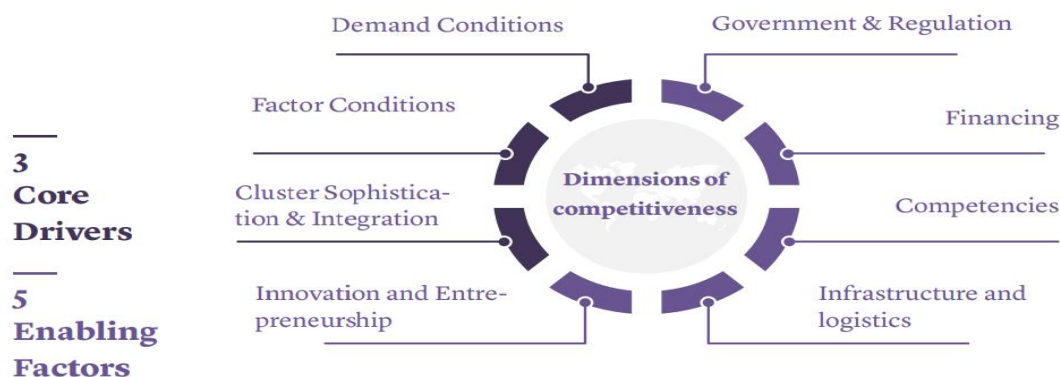 Demand Conditions
Government & Regulation
Factor Conditions
Financing
3
Core
Drivers
Cluster Sophistica-
tion & Integration
Dimensions of
competitiveness
Competencies
5
Enabling
Factors
Innovation and Entre-
preneurship
Infrastructure and
logistics